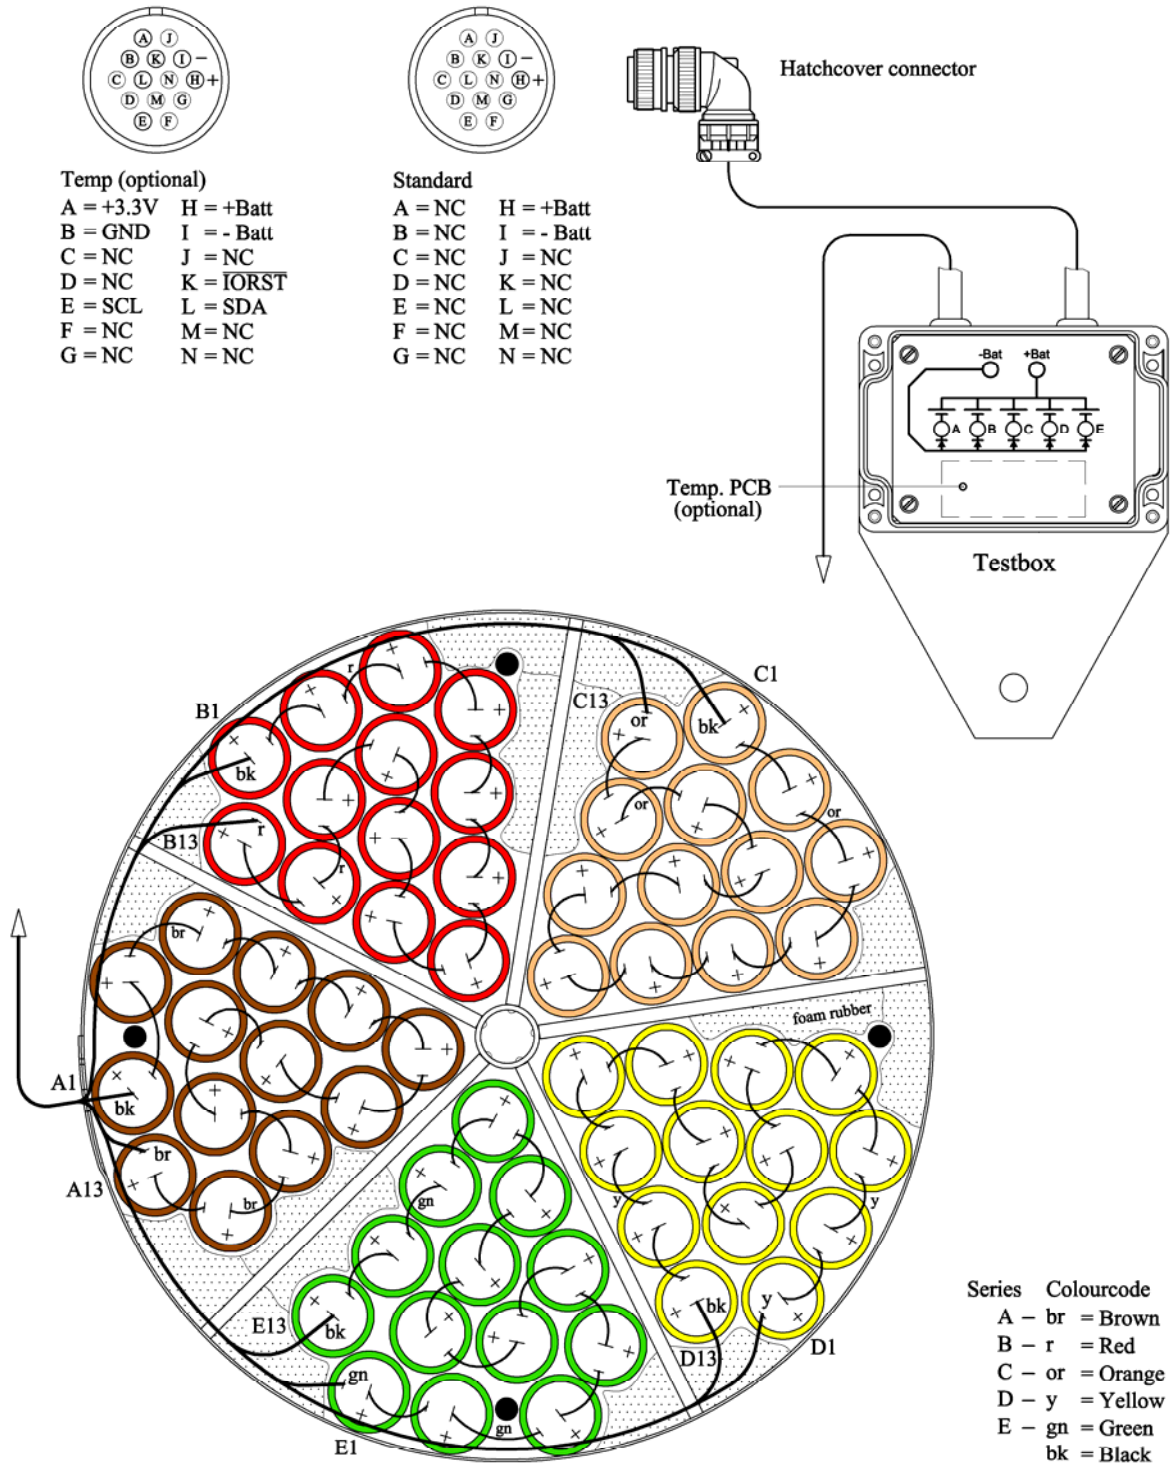 A J
B K I −
C L N H +
D M G
E F
Temp (optional)
A = +3.3V H = +Batt
B = GND I = - Batt
C = NC J = NC
D = NC K = IORST
E = SCL L = SDA
F = NC M = NC
G = NC N = NC
A J
B K I −
C L N H +
D M G
E F
Standard
A = NC H = +Batt
B = NC I = - Batt
C = NC J = NC
D = NC K = NC
E = NC L = NC
F = NC M = NC
G = NC N = NC
Hatchcover connector
-Bat +Bat
A B C D E
Temp. PCB
(optional)
Testbox
B1
r
bk
B13
r
r
C1
C13
or
bk
or
or
br
A1
bk
br
A13
br
foam rubber
y
y
bk
y
D13
D1
gn
E13
bk
gn
gn
E1
Series Colourcode
A – br = Brown
B – r = Red
C – or = Orange
D – y = Yellow
E – gn = Green
bk = Black